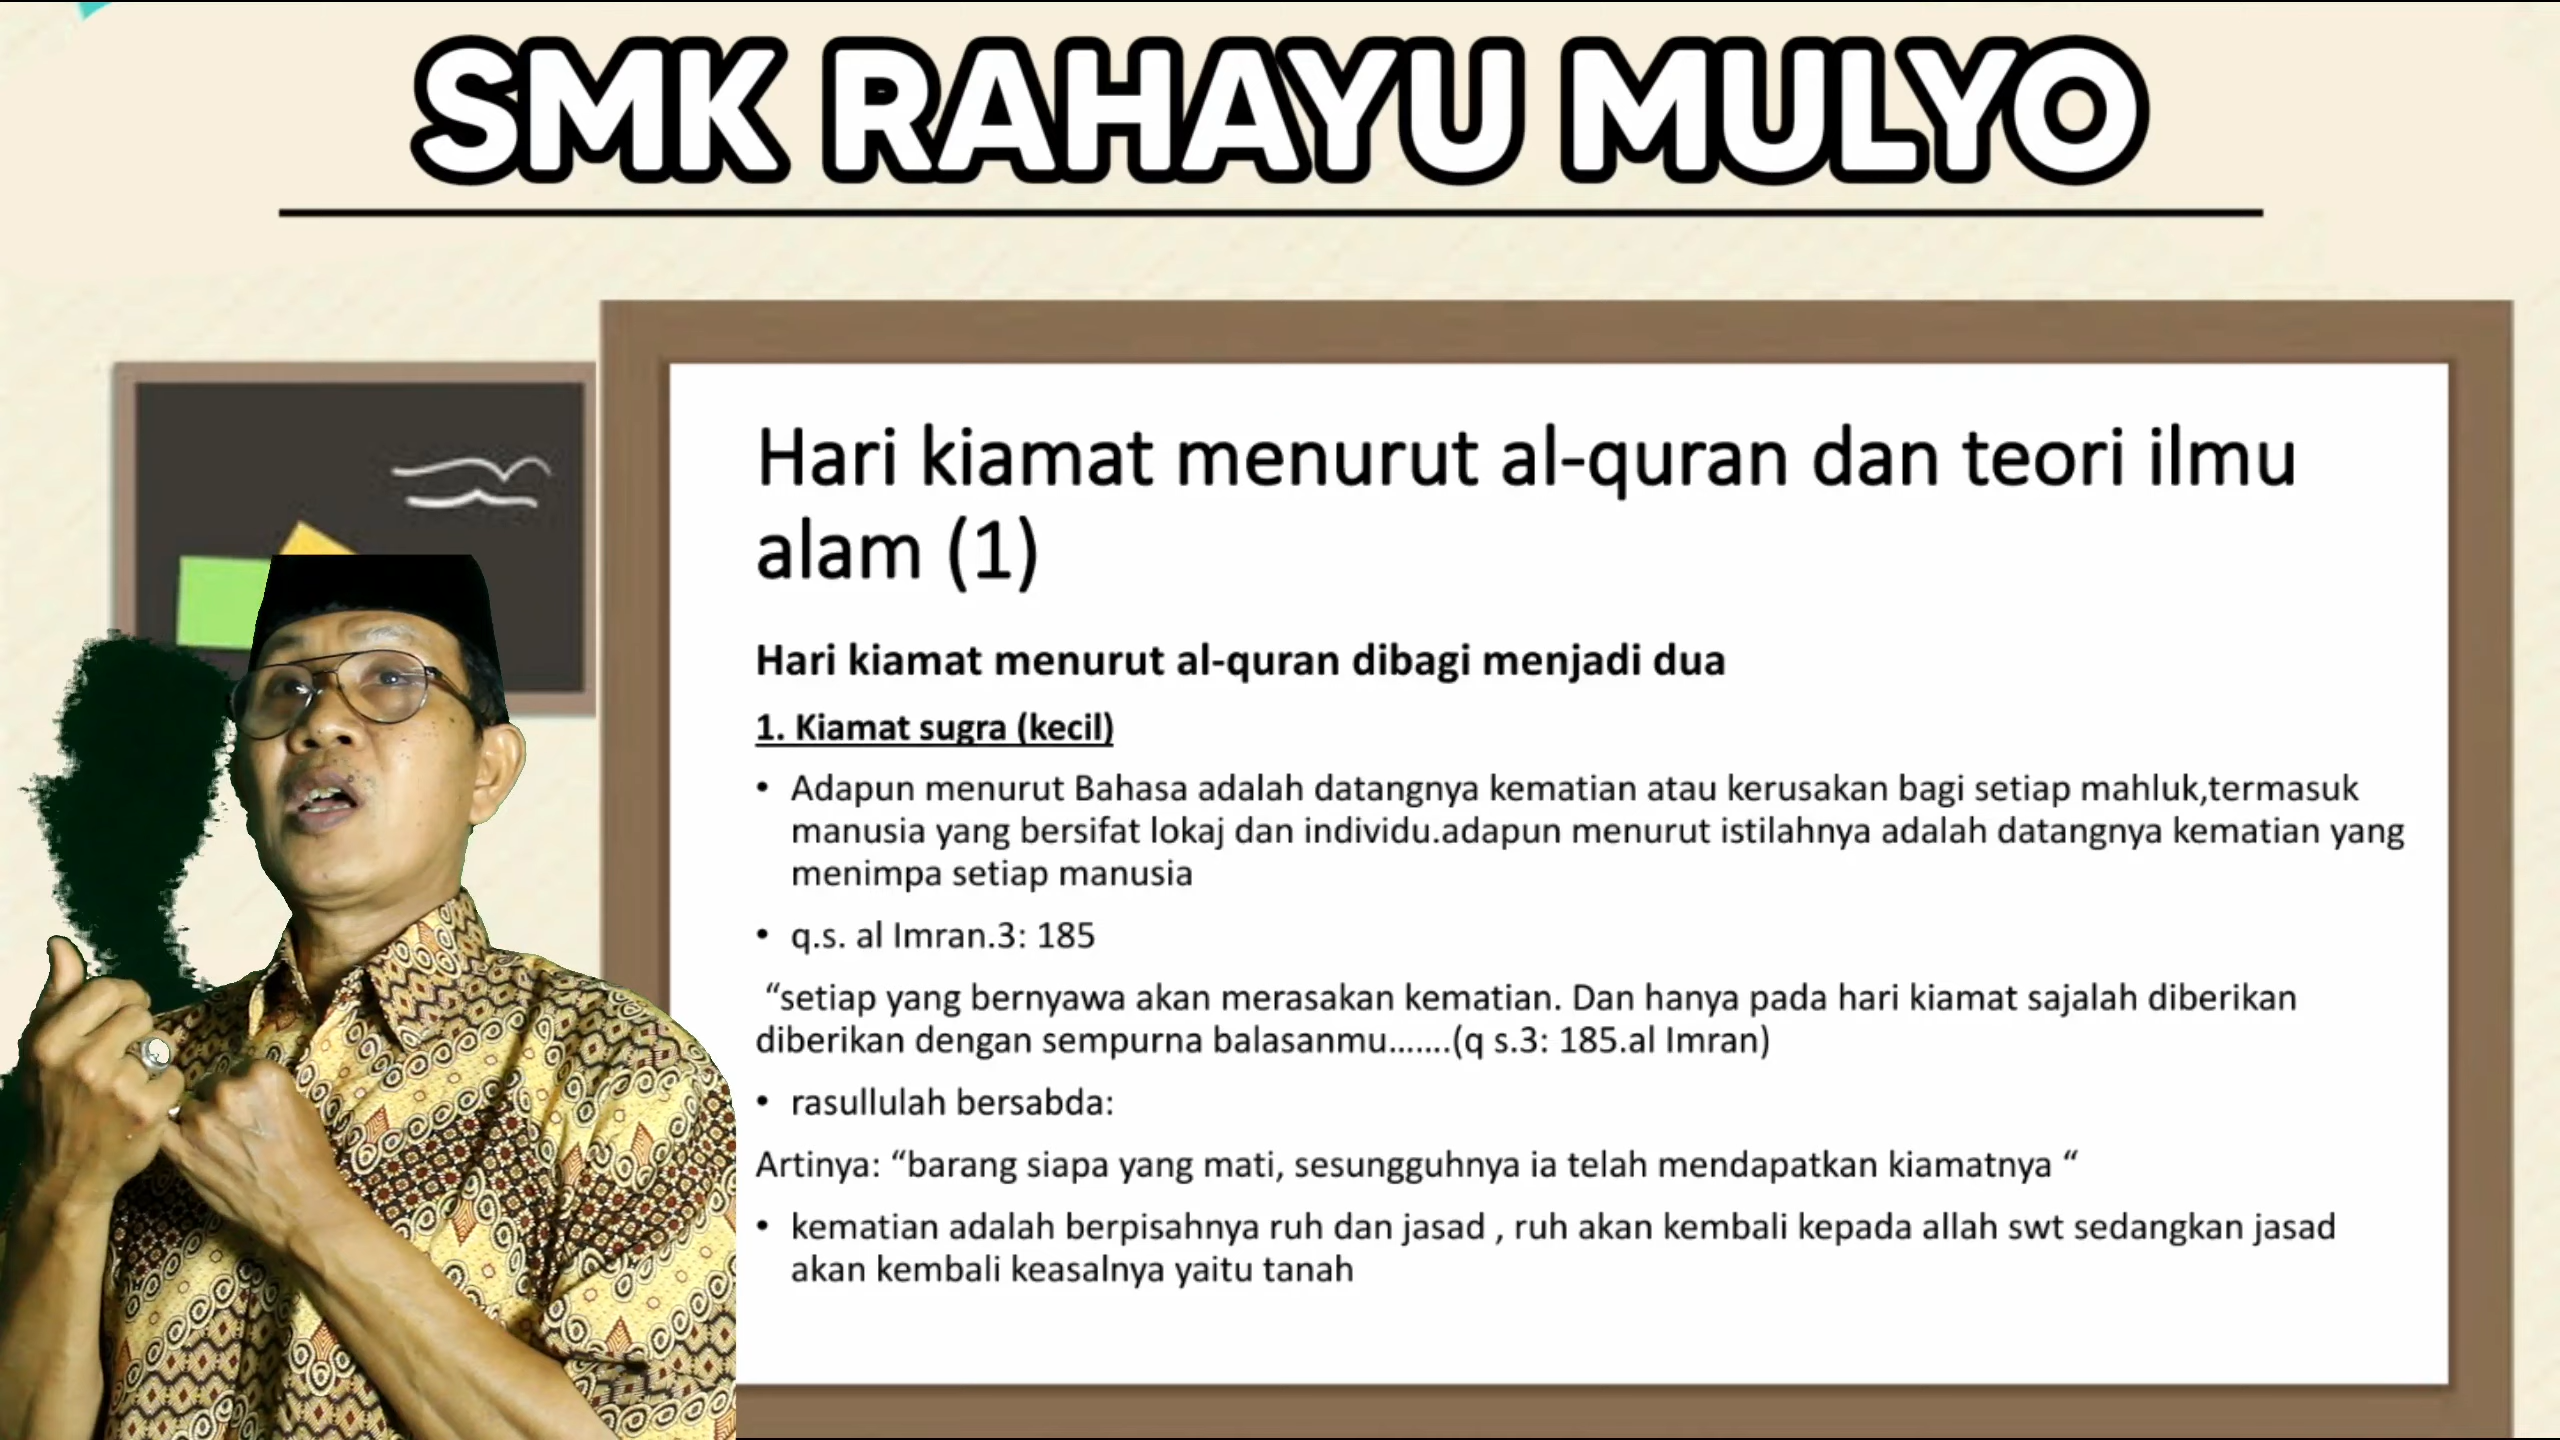 SMK RAHAYU MULYO
Hari kiamat menurut al-quran dan teori ilmu
alam (1)
Hari kiamat menurut al-quran dibagi menjadi dua
1. Kiamat sugra (kecil)
• Adapun menurut Bahasa adalah datangnya kematian atau kerusakan bagi setiap mahluk,termasuk
manusia yang bersifat lokaj dan individu.adapun menurut istilahnya adalah datangnya kematian yang
menimpa setiap manusia
• q.s. al Imran.3: 185
“setiap yang bernyawa akan merasakan kematian. Dan hanya pada hari kiamat sajalah diberikan
diberikan dengan sempurna balasanmu…….(q s.3: 185.al Imran)
• rasullulah bersabda:
Artinya: “barang siapa yang mati, sesungguhnya ia telah mendapatkan kiamatnya “
• kematian adalah berpisahnya ruh dan jasad , ruh akan kembali kepada allah swt sedangkan jasad
akan kembali keasalnya yaitu tanah